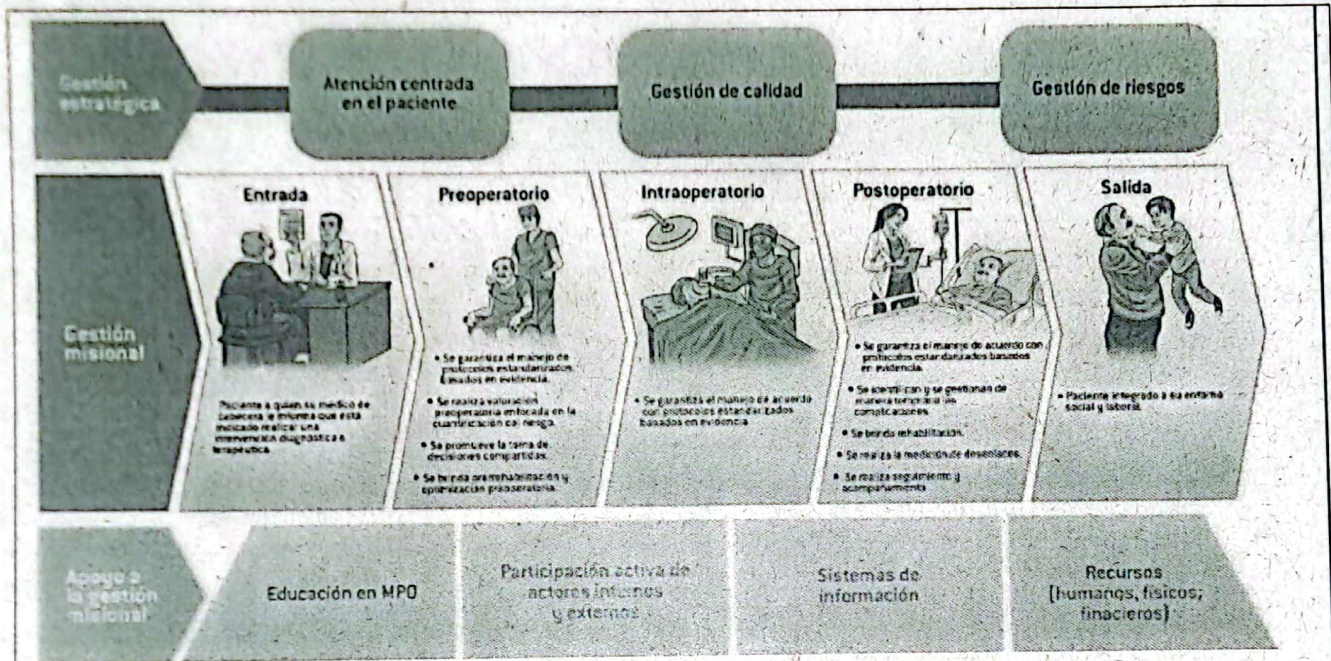 Gestión
estratégica
Atención centrada
en el paciente
Gestión de calidad
Gestión de riesgos
Gestión
misional
Entrada
Paciente a quien su médico de
cabecera le informa que está
indicado realizar una
intervención diagnóstica o
terapéutica.
Preoperatorio
• Se garantiza el manejo de
protocolos estandarizados
basados en evidencia.
• Se realiza valoración
preoperatoria enfocada en la
cuantificación del riesgo.
• Se promueve la toma de
decisiones compartidas.
• Se brinda prerrehabilitación y
optimización preoperatoria.
Intraoperatorio
• Se garantiza el manejo de acuerdo
con protocolos estandarizados
basados en evidencia
Postoperatorio
• Se garantiza el manejo de acuerdo con
protocolos estandarizados basados
en evidencia.
• Se identifican y se gestionan de
manera temprana las
complicaciones.
• Se brinda rehabilitación.
• Se realiza la medición de desenlaces.
• Se realiza seguimiento y
acompañamiento
Salida
• Paciente integrado a su entorno
social y laboral.
Apoyo a
la gestión
misional
Educación en MPO
Participación activa de
actores internos
y externos
Sistemas de
información
Recursos
(humanos, físicos;
finacieros)